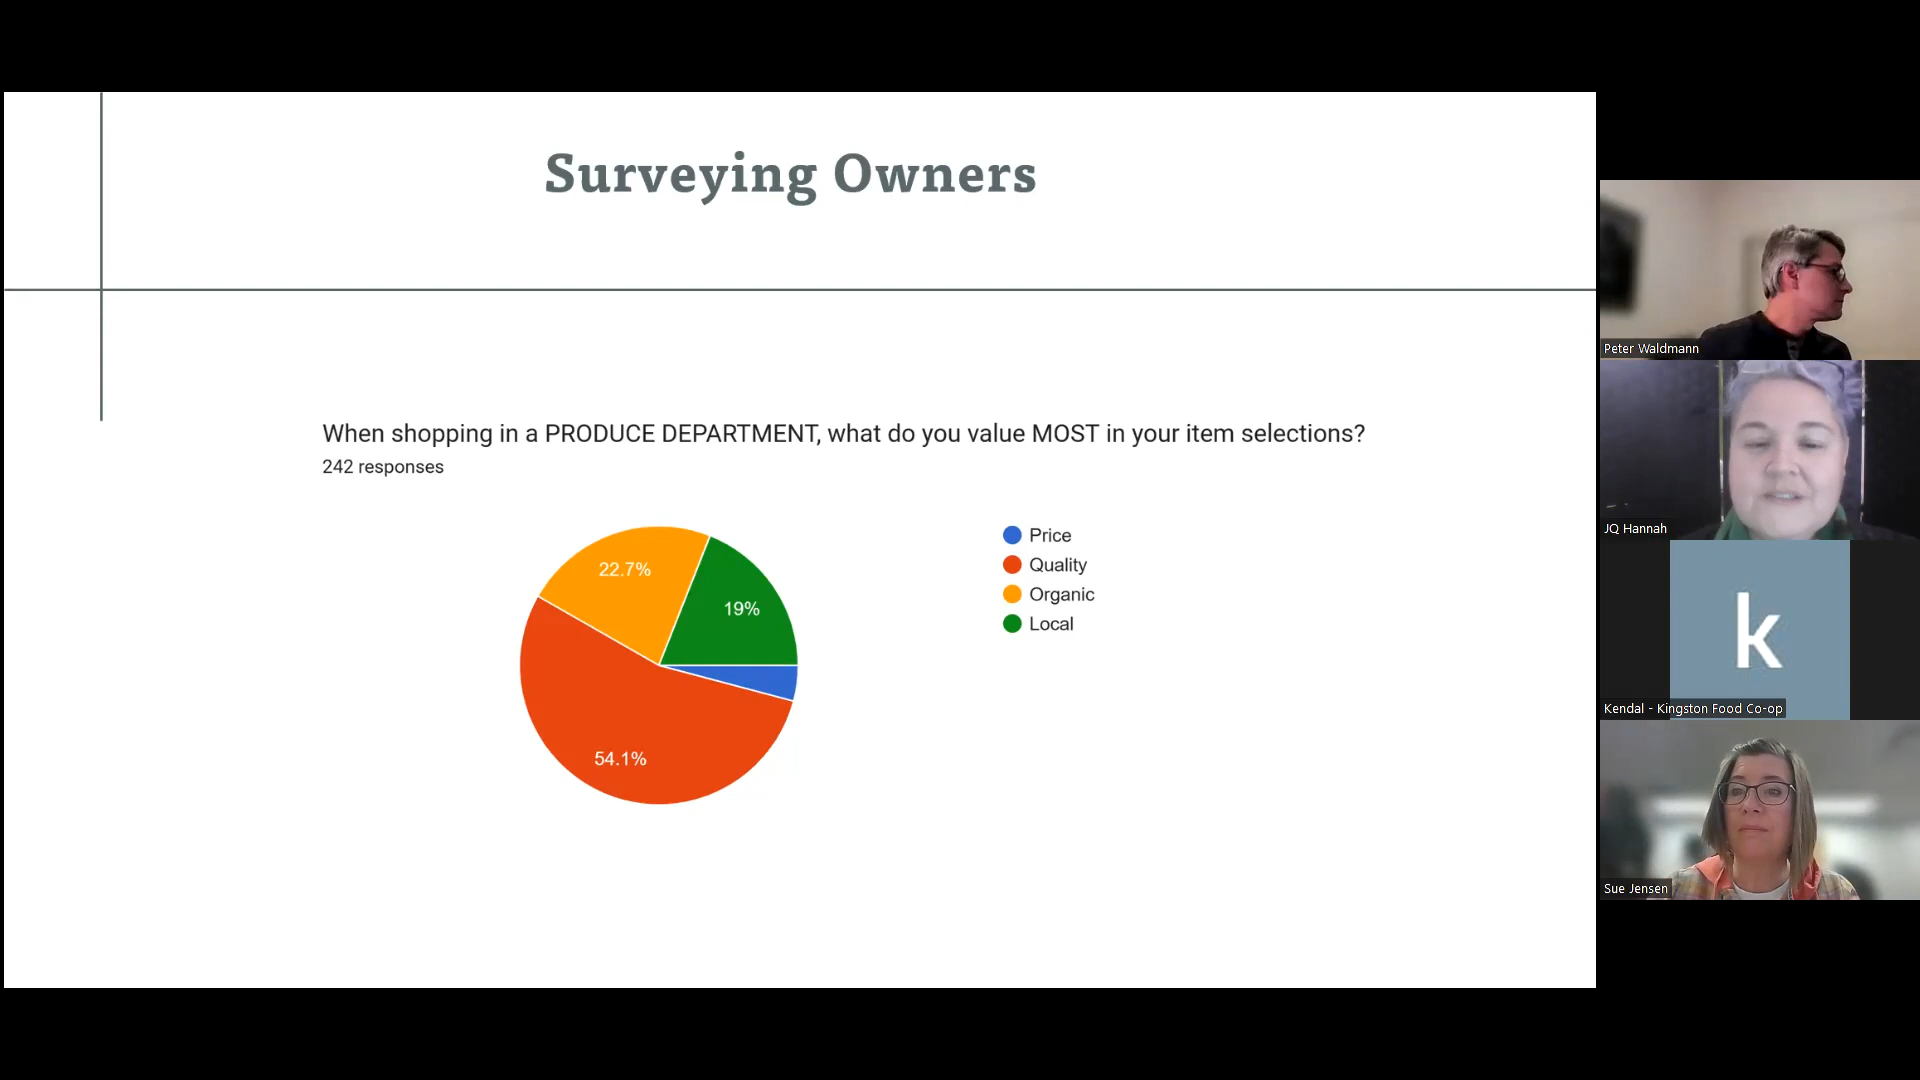 Surveying Owners
When shopping in a PRODUCE DEPARTMENT, what do you value MOST in your item selections?
242 responses
22.7%
19%
54.1%
Price
Quality
Organic
Local
Peter Waldmann
JQ Hannah
k
Kendal - Kingston Food Co-op
Sue Jensen